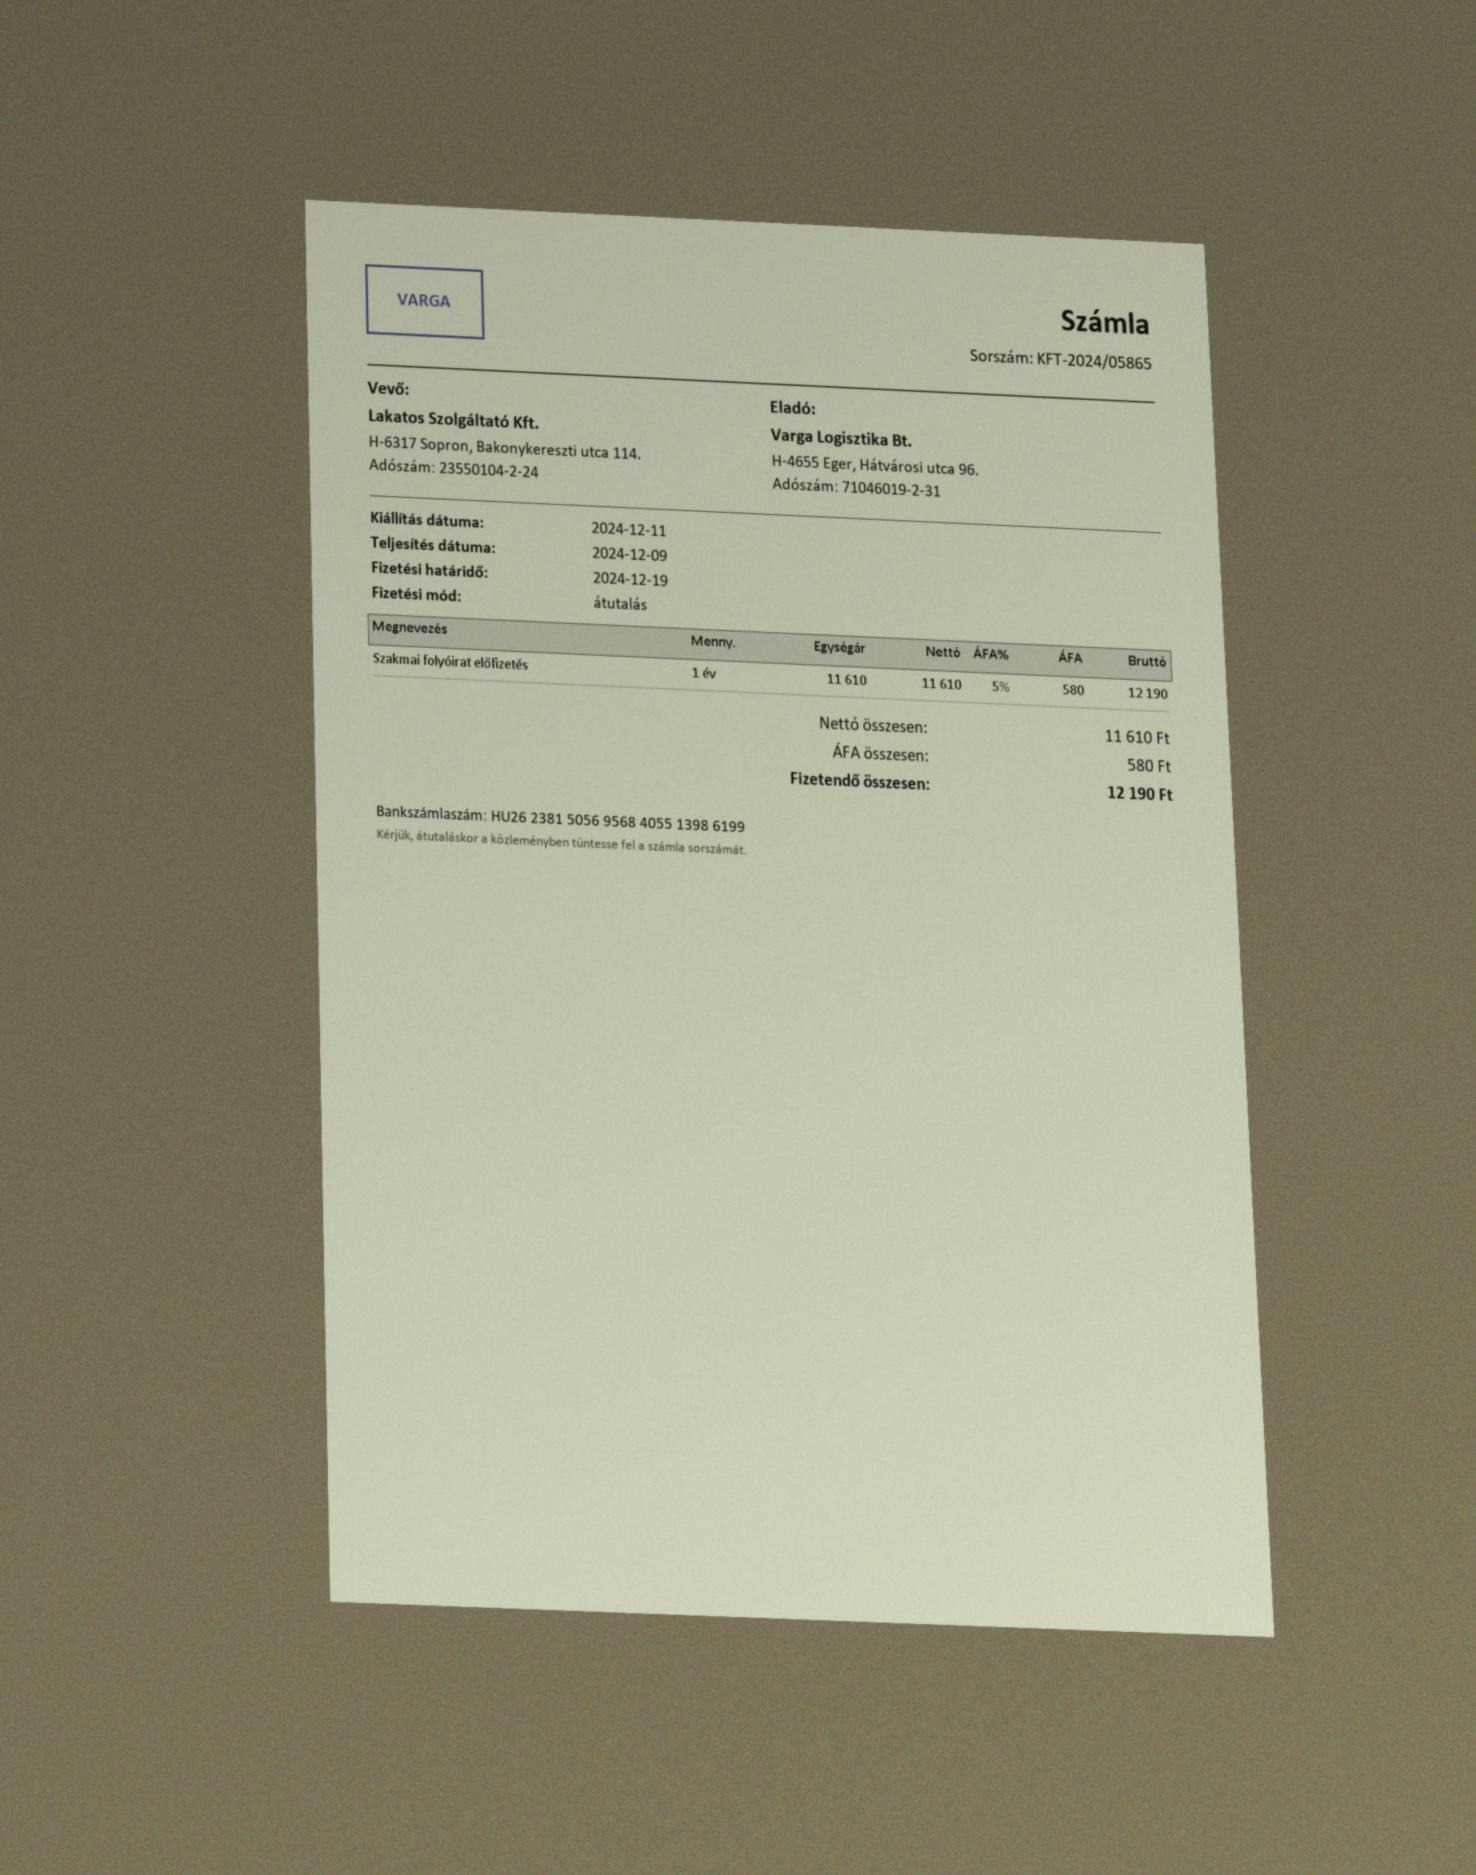 VARGA
Számla
Sorszám: KFT-2024/05865
Vevő:
Lakatos Szolgáltató Kft.
H-6317 Sopron, Bakonykereszti utca 114.
Adószám: 23550104-2-24
Eladó:
Varga Logisztika Bt.
H-4655 Eger, Hátvárosi utca 96.
Adószám: 71046019-2-31
Kiállítás dátuma: 2024-12-11
Teljesítés dátuma: 2024-12-09
Fizetési határidő: 2024-12-19
Fizetési mód: átutalás
Megnevezés Menny. Egységár Nettó ÁFA% ÁFA Bruttó
Szakmai folyóirat előfizetés 1 év 11 610 11 610 5% 580 12 190
Nettó összesen: 11 610 Ft
ÁFA összesen: 580 Ft
Fizetendő összesen: 12 190 Ft
Bankszámlaszám: HU26 2381 5056 9568 4055 1398 6199
Kérjük, átutaláskor a közleményben tüntesse fel a számla sorszámát.